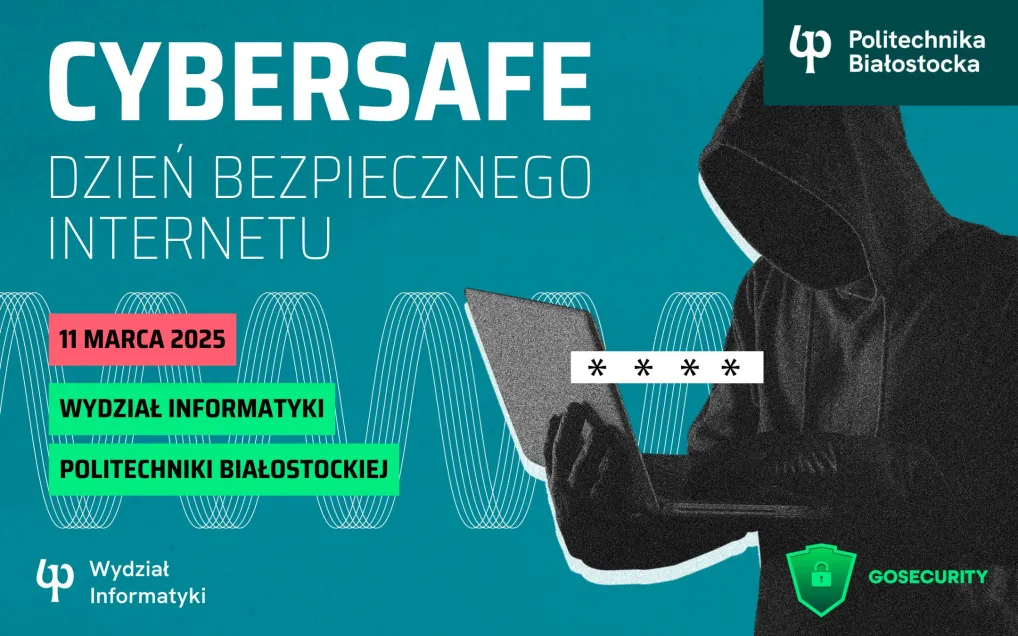 CYBERSAFE
DZIEŃ BEZPIECZNEGO
INTERNETU
Politechnika
Białostocka
11 MARCA 2025
WYDZIAŁ INFORMATYKI
POLITECHNIKI BIAŁOSTOCKIEJ
* * * *
Wydział
Informatyki
GOSECURITY